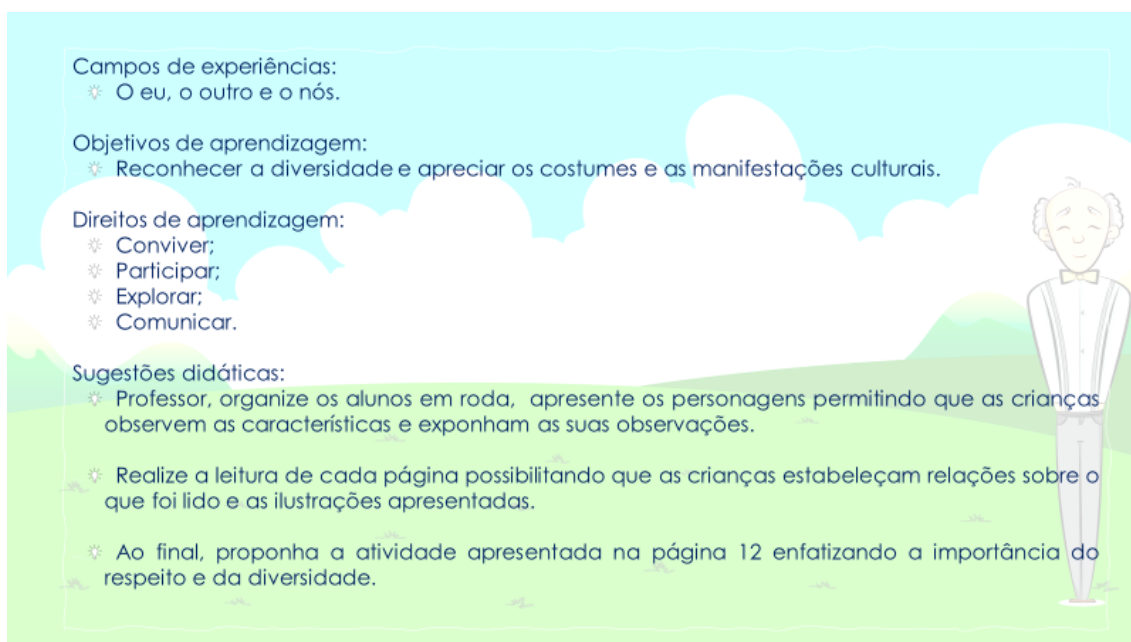 Campos de experiências:
O eu, o outro e o nós.
Objetivos de aprendizagem:
Reconhecer a diversidade e apreciar os costumes e as manifestações culturais.
Direitos de aprendizagem:
Conviver;
Participar;
Explorar;
Comunicar.
Sugestões didáticas:
Professor, organize os alunos em roda, apresente os personagens permitindo que as crianças
observem as características e exponham as suas observações.
Realize a leitura de cada página possibilitando que as crianças estabeleçam relações sobre o
que foi lido e as ilustrações apresentadas.
Ao final, proponha a atividade apresentada na página 12 enfatizando a importância do
respeito e da diversidade.